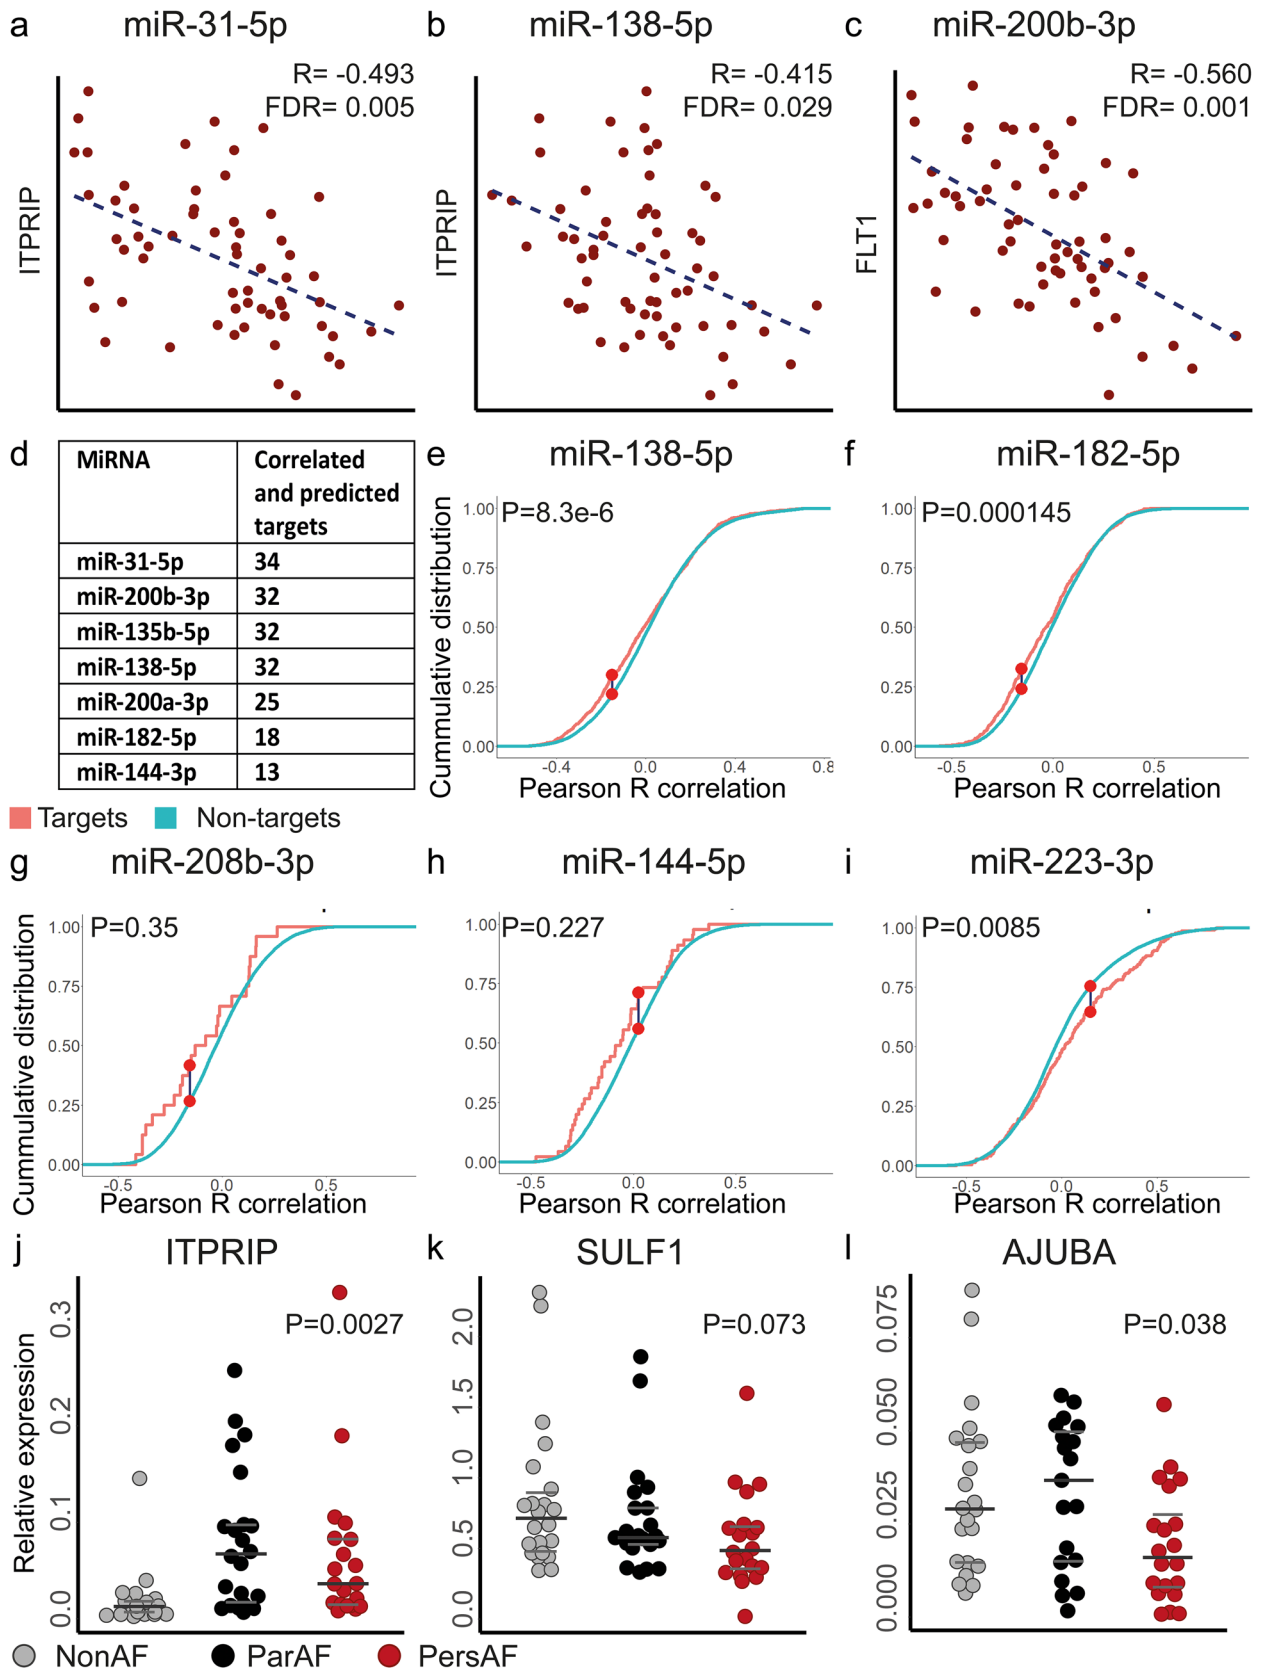 a miR-31-5p
R= -0.493
FDR= 0.005
ITPRIP
b miR-138-5p
R= -0.415
FDR= 0.029
ITPRIP
c miR-200b-3p
R= -0.560
FDR= 0.001
FLT1
d
MiRNA Correlated and predicted targets
miR-31-5p 34
miR-200b-3p 32
miR-135b-5p 32
miR-138-5p 32
miR-200a-3p 25
miR-182-5p 18
miR-144-3p 13
Targets Non-targets
e miR-138-5p
P=8.3e-6
Cummulative distribution
1.00
0.75
0.50
0.25
0.00
-0.4 0.0 0.4 0.8
Pearson R correlation
f miR-182-5p
P=0.000145
1.00
0.75
0.50
0.25
0.00
-0.5 0.0 0.5
Pearson R correlation
g miR-208b-3p
P=0.35
Cummulative distribution
1.00
0.75
0.50
0.25
0.00
-0.5 0.0 0.5
Pearson R correlation
h miR-144-5p
P=0.227
1.00
0.75
0.50
0.25
0.00
-0.5 0.0 0.5
Pearson R correlation
i miR-223-3p
P=0.0085
1.00
0.75
0.50
0.25
0.00
-0.5 0.0 0.5
Pearson R correlation
j ITPRIP
P=0.0027
Relative expression
0.3
0.2
0.1
0.0
k SULF1
P=0.073
2.0
1.5
1.0
0.5
0.0
l AJUBA
P=0.038
0.075
0.050
0.025
0.000
NonAF ParAF PersAF